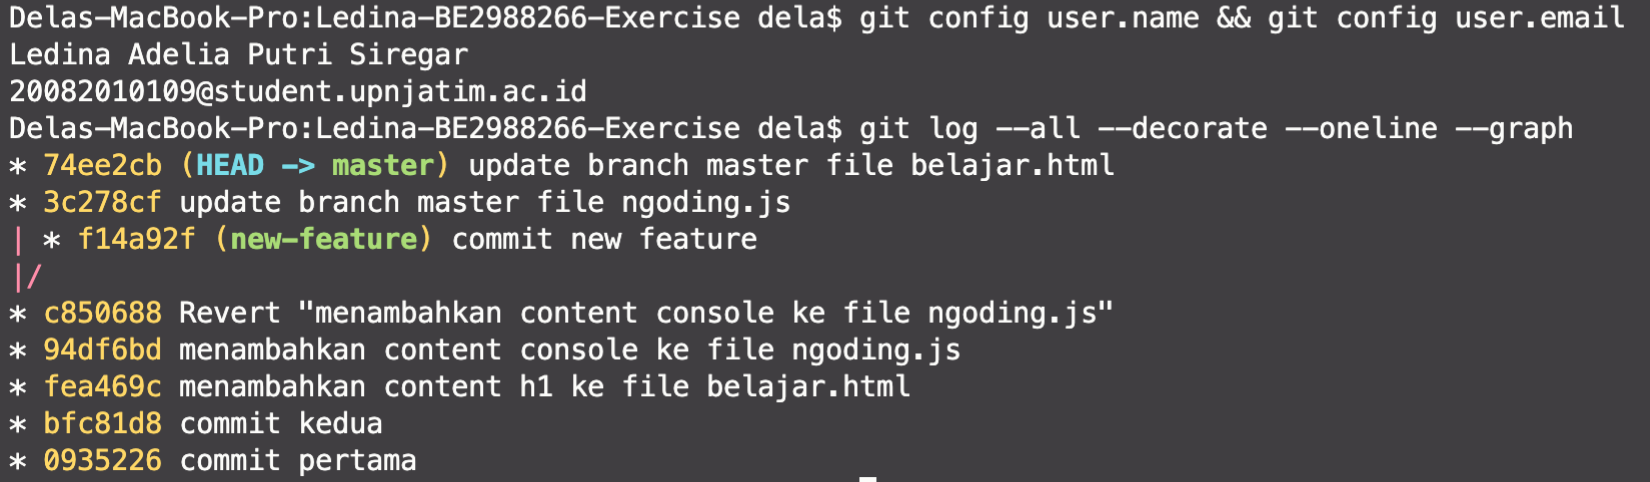 Delas-MacBook-Pro:Ledina-BE2988266-Exercise dela$ git config user.name && git config user.email
Ledina Adelia Putri Siregar
20082010109@student.upnjatim.ac.id
Delas-MacBook-Pro:Ledina-BE2988266-Exercise dela$ git log --all --decorate --oneline --graph
* 74ee2cb (HEAD -> master) update branch master file belajar.html
* 3c278cf update branch master file ngoding.js
| * f14a92f (new-feature) commit new feature
|/
* c850688 Revert "menambahkan content console ke file ngoding.js"
* 94df6bd menambahkan content console ke file ngoding.js
* fea469c menambahkan content h1 ke file belajar.html
* bfc81d8 commit kedua
* 0935226 commit pertama